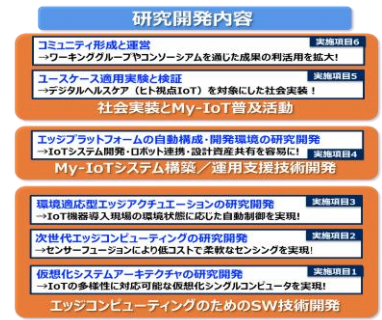 研究開発内容
コミュニティ形成と運営
実施項目6
→ワーキンググループやコンソーシアムを通じた成果の利活用を拡大!
ユースケース適用実験と検証
実施項目5
→デジタルヘルスケア（ヒト視点IoT）を対象にした社会実装！
社会実装とMy-IoT普及活動
エッジプラットフォームの自動構成・開発環境の研究開発
→IoTシステム開発・ロボット連携・設計資産共有を容易に!
実施項目4
My-IoTシステム構築／運用支援技術開発
環境適応型エッジアクチュエーションの研究開発
実施項目3
→IoT機器導入現場の環境状態に応じた自動制御を実現!
次世代エッジコンピューティングの研究開発
実施項目2
→センサーフュージョンにより低コストで柔軟なセンシングを実現!
仮想化システムアーキテクチャの研究開発
実施項目1
→IoTの多様性に対応可能な仮想化シングルコンピュータを実現!
エッジコンピューティングのためのSW技術開発